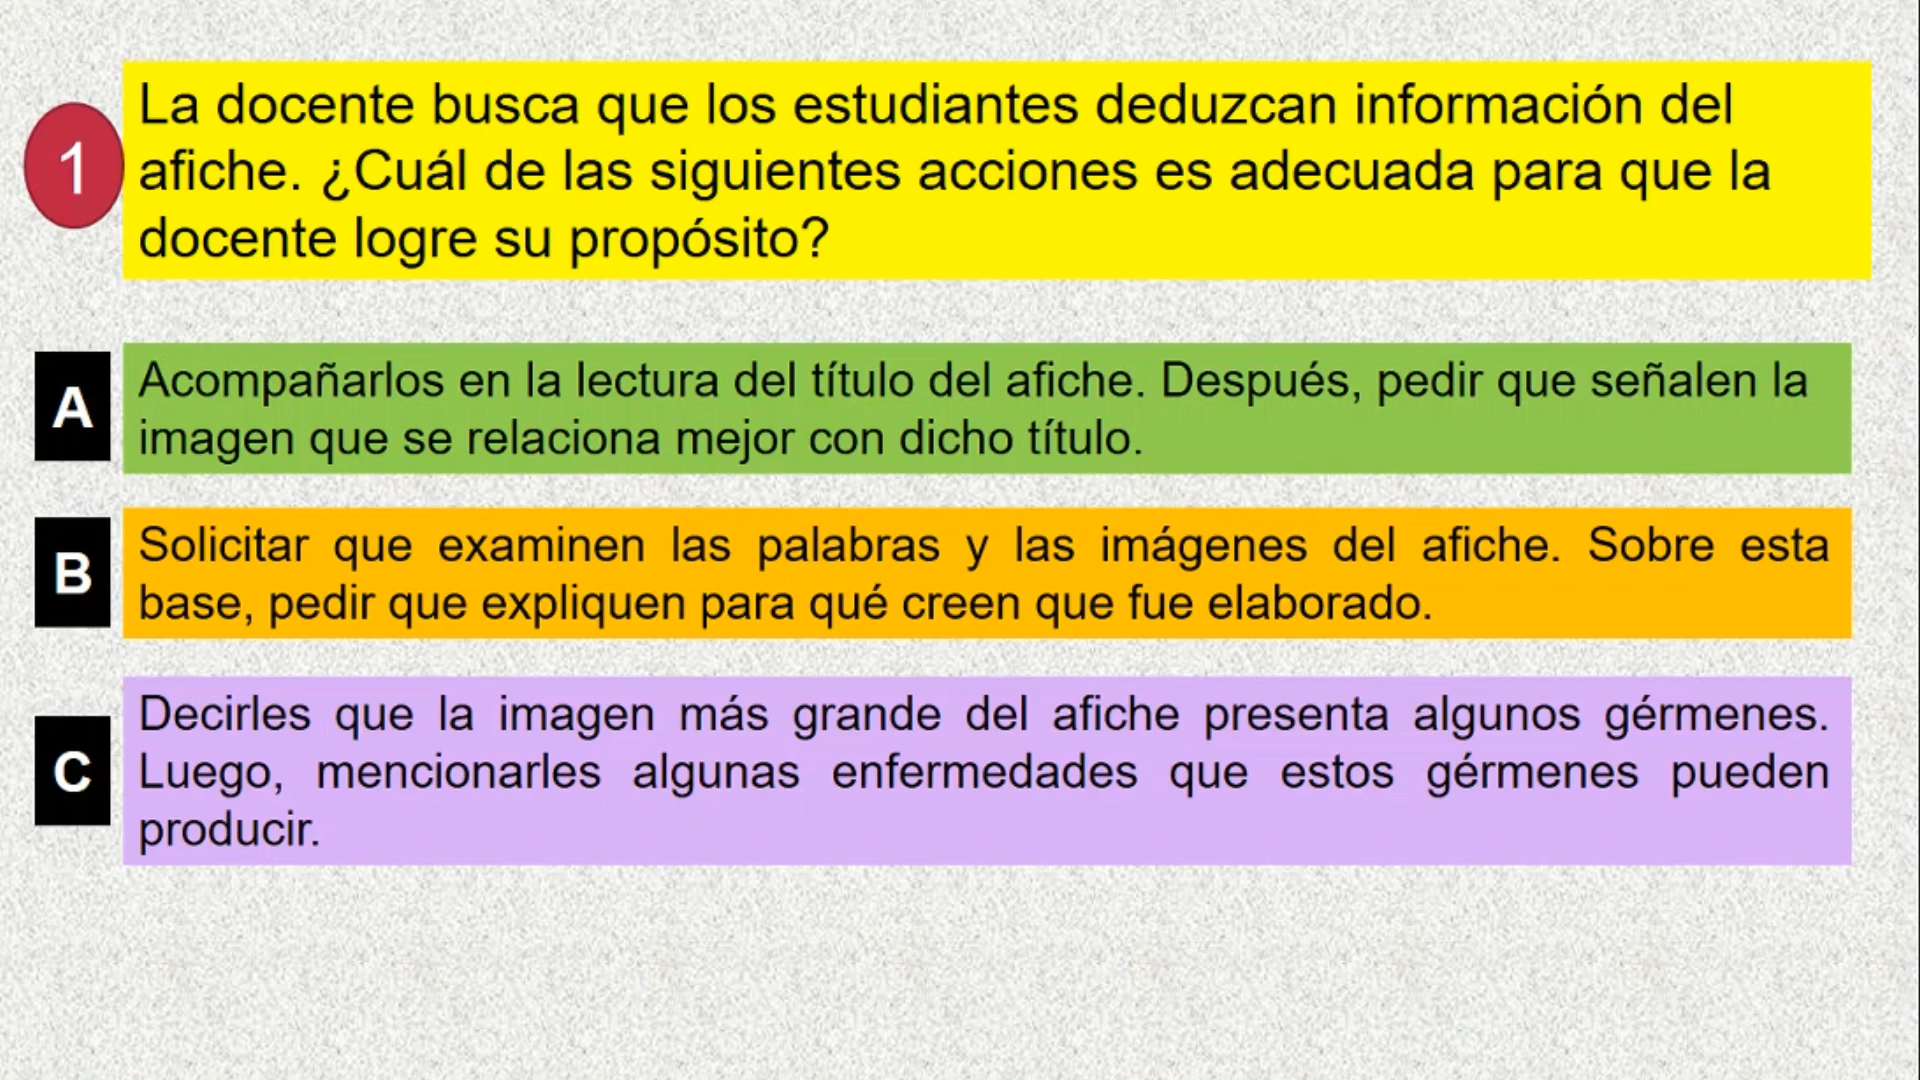 1
La docente busca que los estudiantes deduzcan información del
afiche. ¿Cuál de las siguientes acciones es adecuada para que la
docente logre su propósito?
A
Acompañarlos en la lectura del título del afiche. Después, pedir que señalen la
imagen que se relaciona mejor con dicho título.
B
Solicitar que examinen las palabras y las imágenes del afiche. Sobre esta
base, pedir que expliquen para qué creen que fue elaborado.
C
Decirles que la imagen más grande del afiche presenta algunos gérmenes.
Luego, mencionarles algunas enfermedades que estos gérmenes pueden
producir.